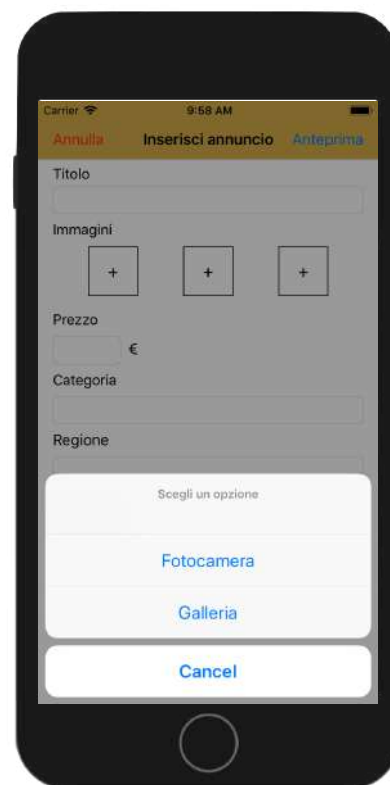 Carrier 9:58 AM
Annulla Inserisci annuncio Anteprima
Titolo
Immagini
+ + +
Prezzo
€
Categoria
Regione
Scegli un opzione
Fotocamera
Galleria
Cancel